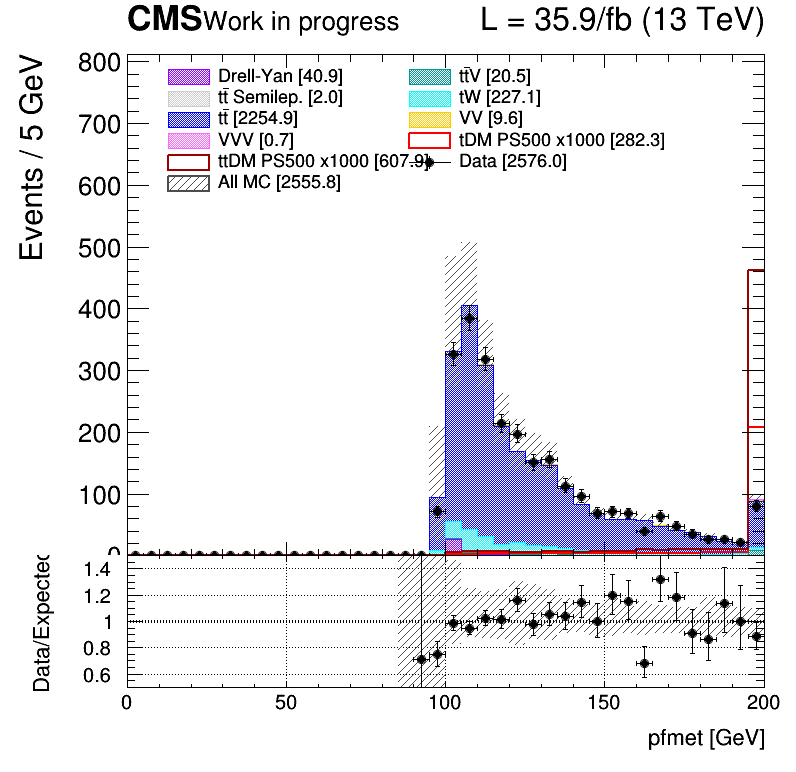 CMS Work in progress L = 35.9/fb (13 TeV)
Events / 5 GeV
800
700
600
500
400
300
200
100
0
Drell-Yan [40.9] tt̄V [20.5]
tt̄ Semilep. [2.0] tW [227.1]
tt̄ [2254.9] VV [9.6]
VVV [0.7] tDM PS500 x1000 [282.3]
ttDM PS500 x1000 [607.9] Data [2576.0]
All MC [2555.8]
Data/Expected
1.4
1.2
1
0.8
0.6
0 50 100 150 200
pfmet [GeV]